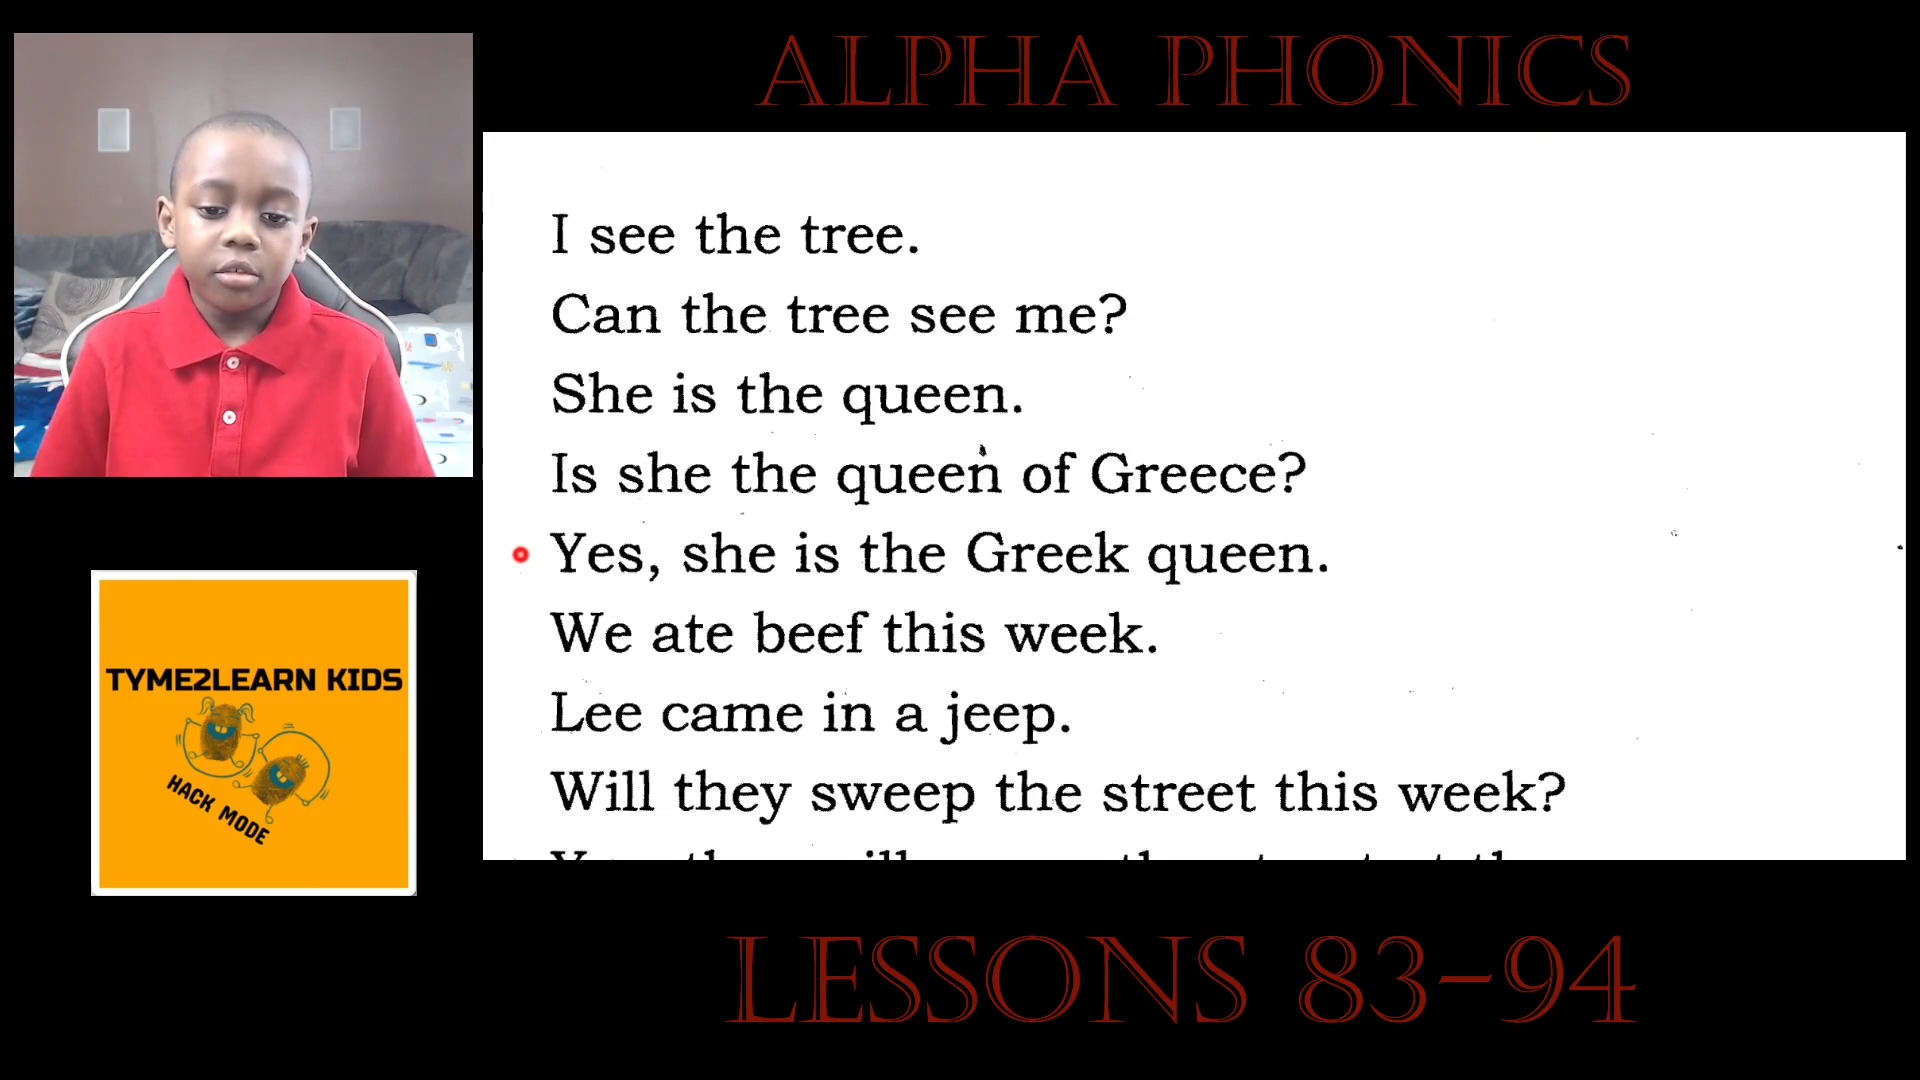 ALPHA PHONICS
I see the tree.
Can the tree see me?
She is the queen.
Is she the queen of Greece?
Yes, she is the Greek queen.
We ate beef this week.
Lee came in a jeep.
Will they sweep the street this week?
TYME2LEARN KIDS
HACK MODE
LESSONS 83-94